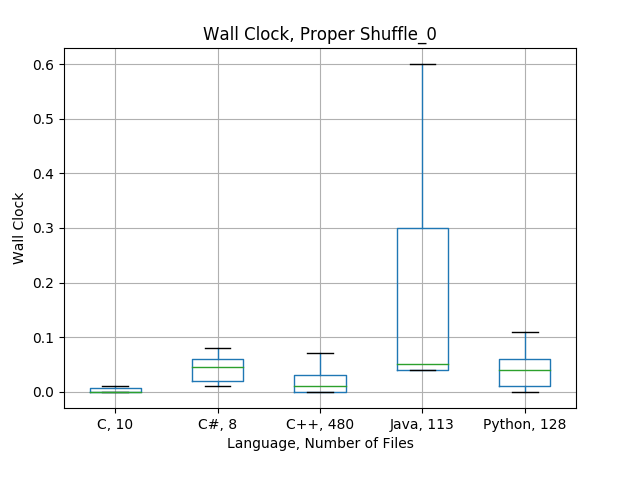 Wall Clock, Proper Shuffle_0
0.6
0.5
0.4
0.3
0.2
0.1
0.0
Wall Clock
C, 10
C#, 8
C++, 480
Java, 113
Python, 128
Language, Number of Files